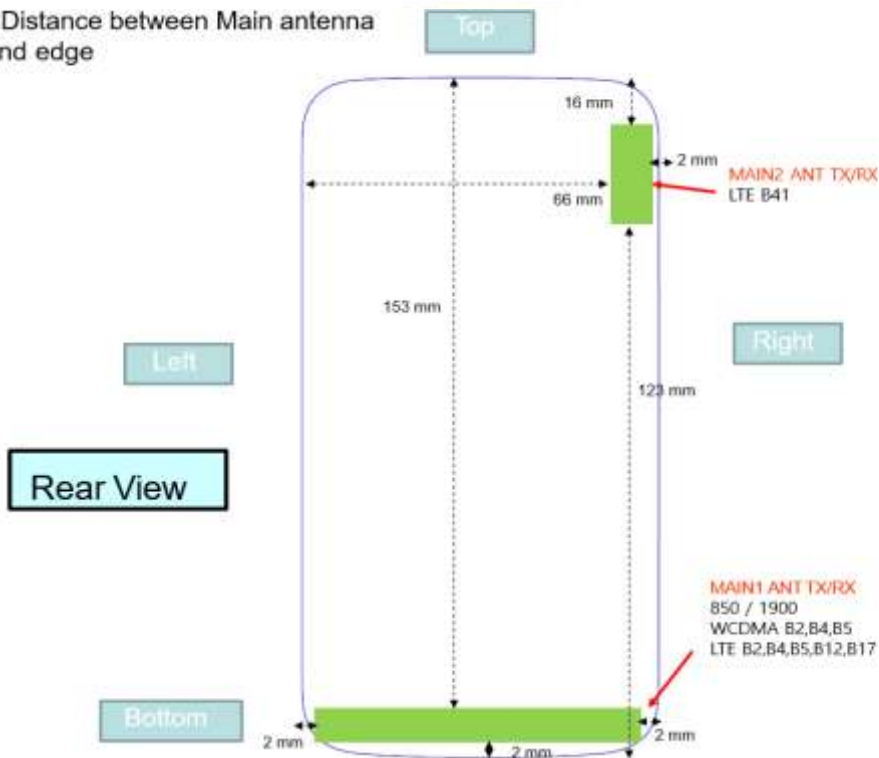 Distance between Main antenna
nd edge
Top
16 mm
2 mm
MAIN2 ANT TX/RX
LTE B41
66 mm
153 mm
Left
Right
123 mm
Rear View
MAIN1 ANT TX/RX
850 / 1900
WCDMA B2,B4,B5
LTE B2,B4,B5,B12,B17
Bottom
2 mm
2 mm
2 mm